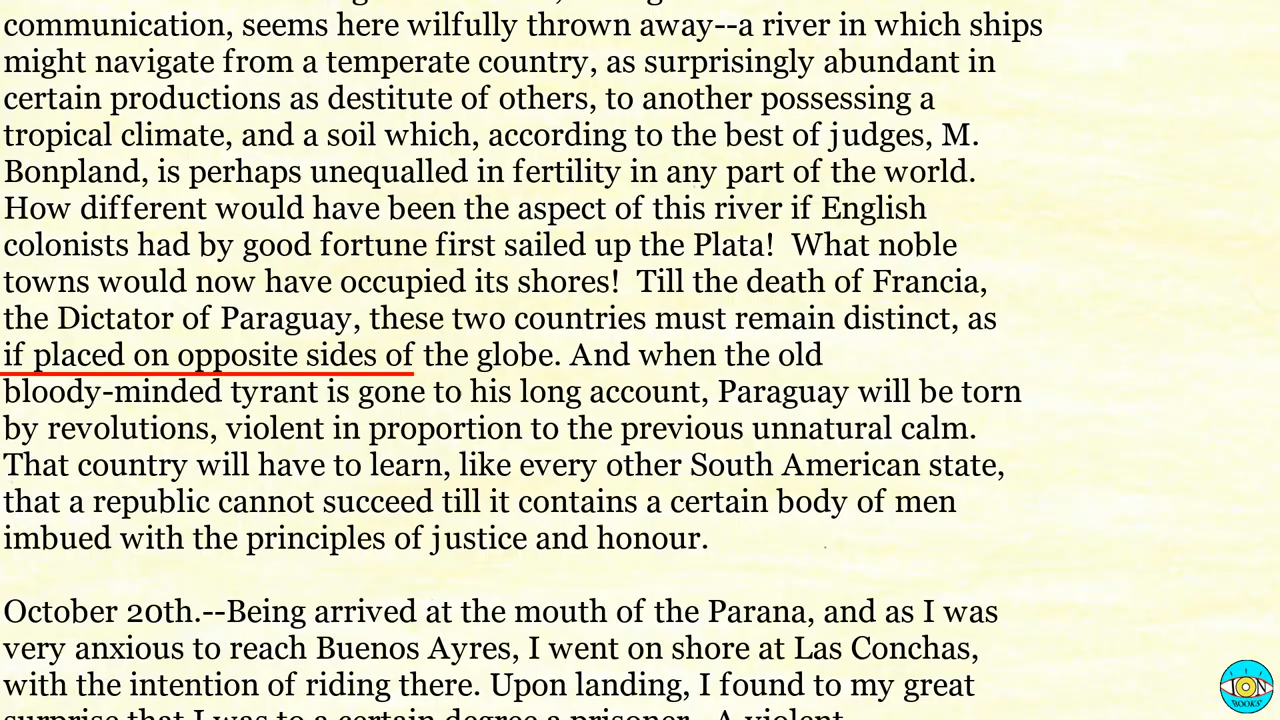 communication, seems here wilfully thrown away--a river in which ships
might navigate from a temperate country, as surprisingly abundant in
certain productions as destitute of others, to another possessing a
tropical climate, and a soil which, according to the best of judges, M.
Bonpland, is perhaps unequalled in fertility in any part of the world.
How different would have been the aspect of this river if English
colonists had by good fortune first sailed up the Plata!  What noble
towns would now have occupied its shores!  Till the death of Francia,
the Dictator of Paraguay, these two countries must remain distinct, as
if placed on opposite sides of the globe. And when the old
bloody-minded tyrant is gone to his long account, Paraguay will be torn
by revolutions, violent in proportion to the previous unnatural calm.
That country will have to learn, like every other South American state,
that a republic cannot succeed till it contains a certain body of men
imbued with the principles of justice and honour.
October 20th.--Being arrived at the mouth of the Parana, and as I was
very anxious to reach Buenos Ayres, I went on shore at Las Conchas,
with the intention of riding there. Upon landing, I found to my great
surprise that I was to a certain degree a prisoner.  A violent
ION
BOOKS